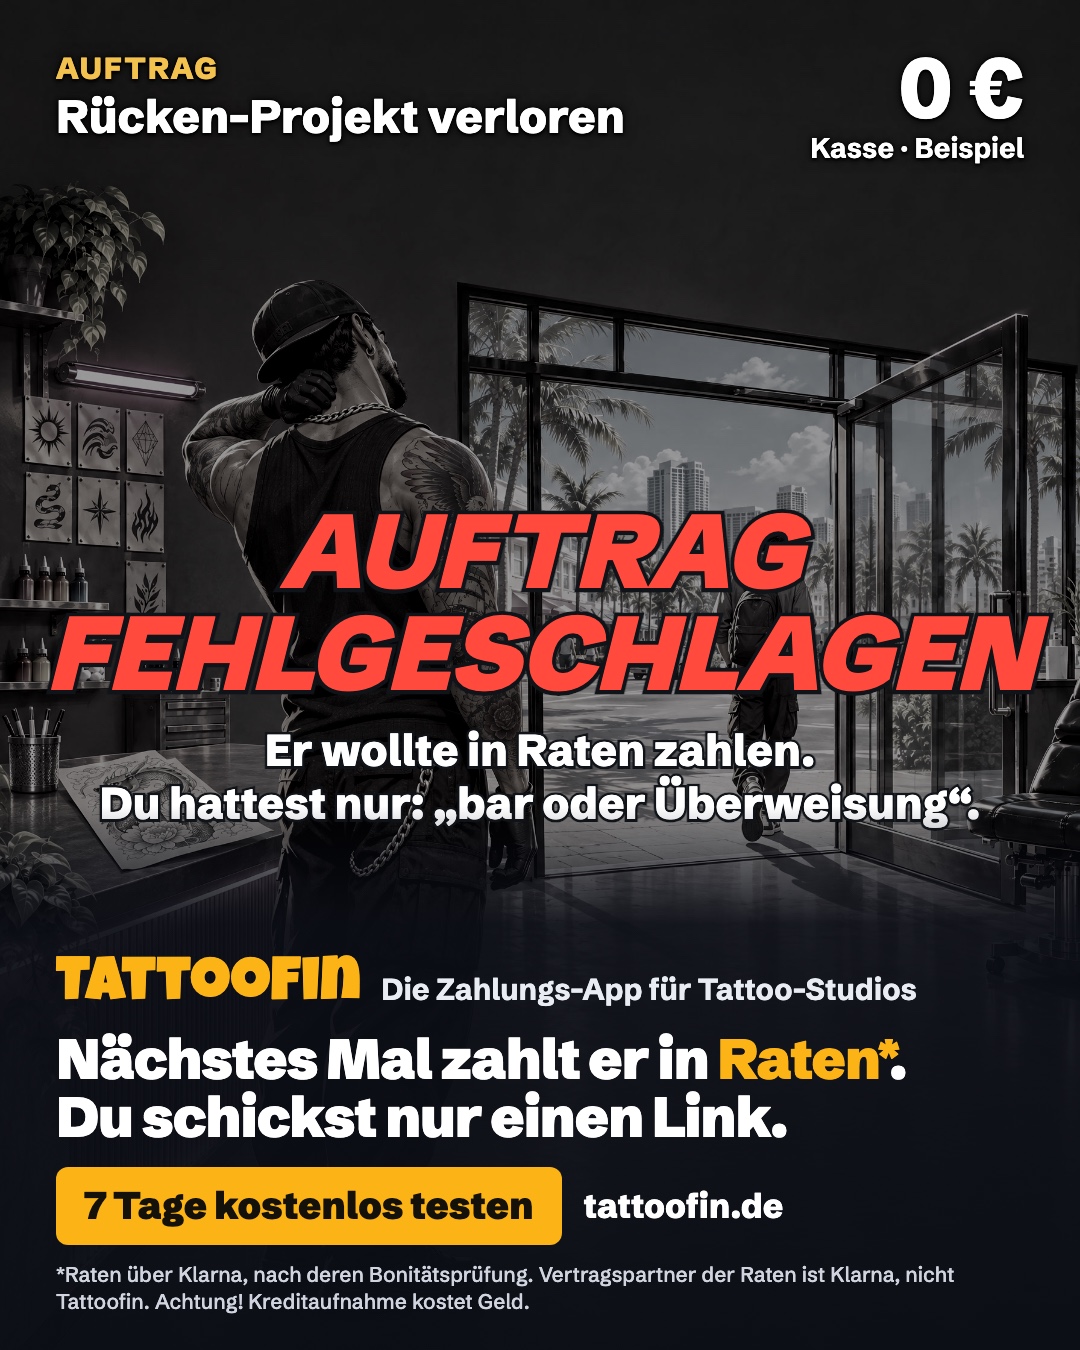 AUFTRAG
Rücken-Projekt verloren
0 €
Kasse · Beispiel
AUFTRAG
FEHLGESCHLAGEN
Er wollte in Raten zahlen.
Du hattest nur: „bar oder Überweisung“.
TATTOOFIN Die Zahlungs-App für Tattoo-Studios
Nächstes Mal zahlt er in Raten*.
Du schickst nur einen Link.
7 Tage kostenlos testen tattoofin.de
*Raten über Klarna, nach deren Bonitätsprüfung. Vertragspartner der Raten ist Klarna, nicht
Tattoofin. Achtung! Kreditaufnahme kostet Geld.